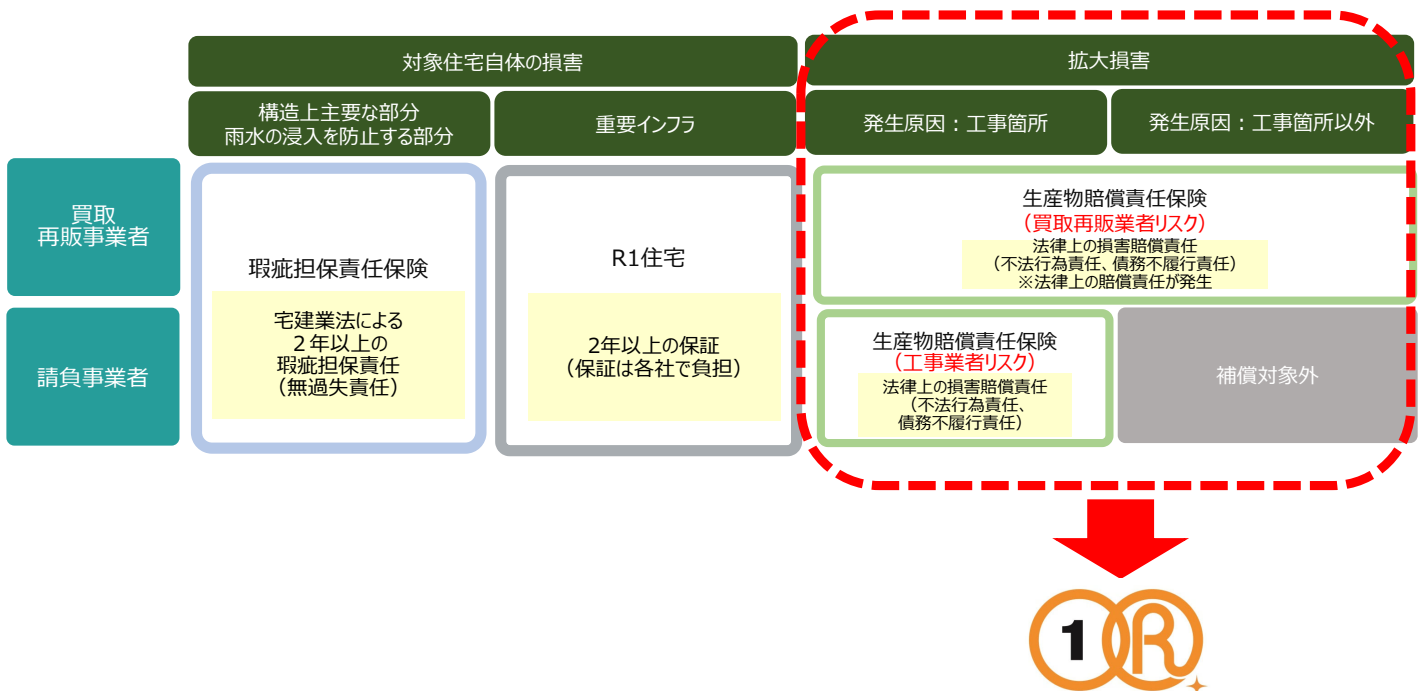 対象住宅自体の損害
拡大損害
構造上主要な部分
雨水の浸入を防止する部分
重要インフラ
発生原因：工事箇所
発生原因：工事箇所以外
買取
再販事業者
請負事業者
瑕疵担保責任保険
宅建業法による
２年以上の
瑕疵担保責任
（無過失責任）
R1住宅
2年以上の保証
（保証は各社で負担）
生産物賠償責任保険
（買取再販業者リスク）
法律上の損害賠償責任
（不法行為責任、債務不履行責任）
※法律上の賠償責任が発生
生産物賠償責任保険
（工事業者リスク）
法律上の損害賠償責任
（不法行為責任、
債務不履行責任）
補償対象外
1R